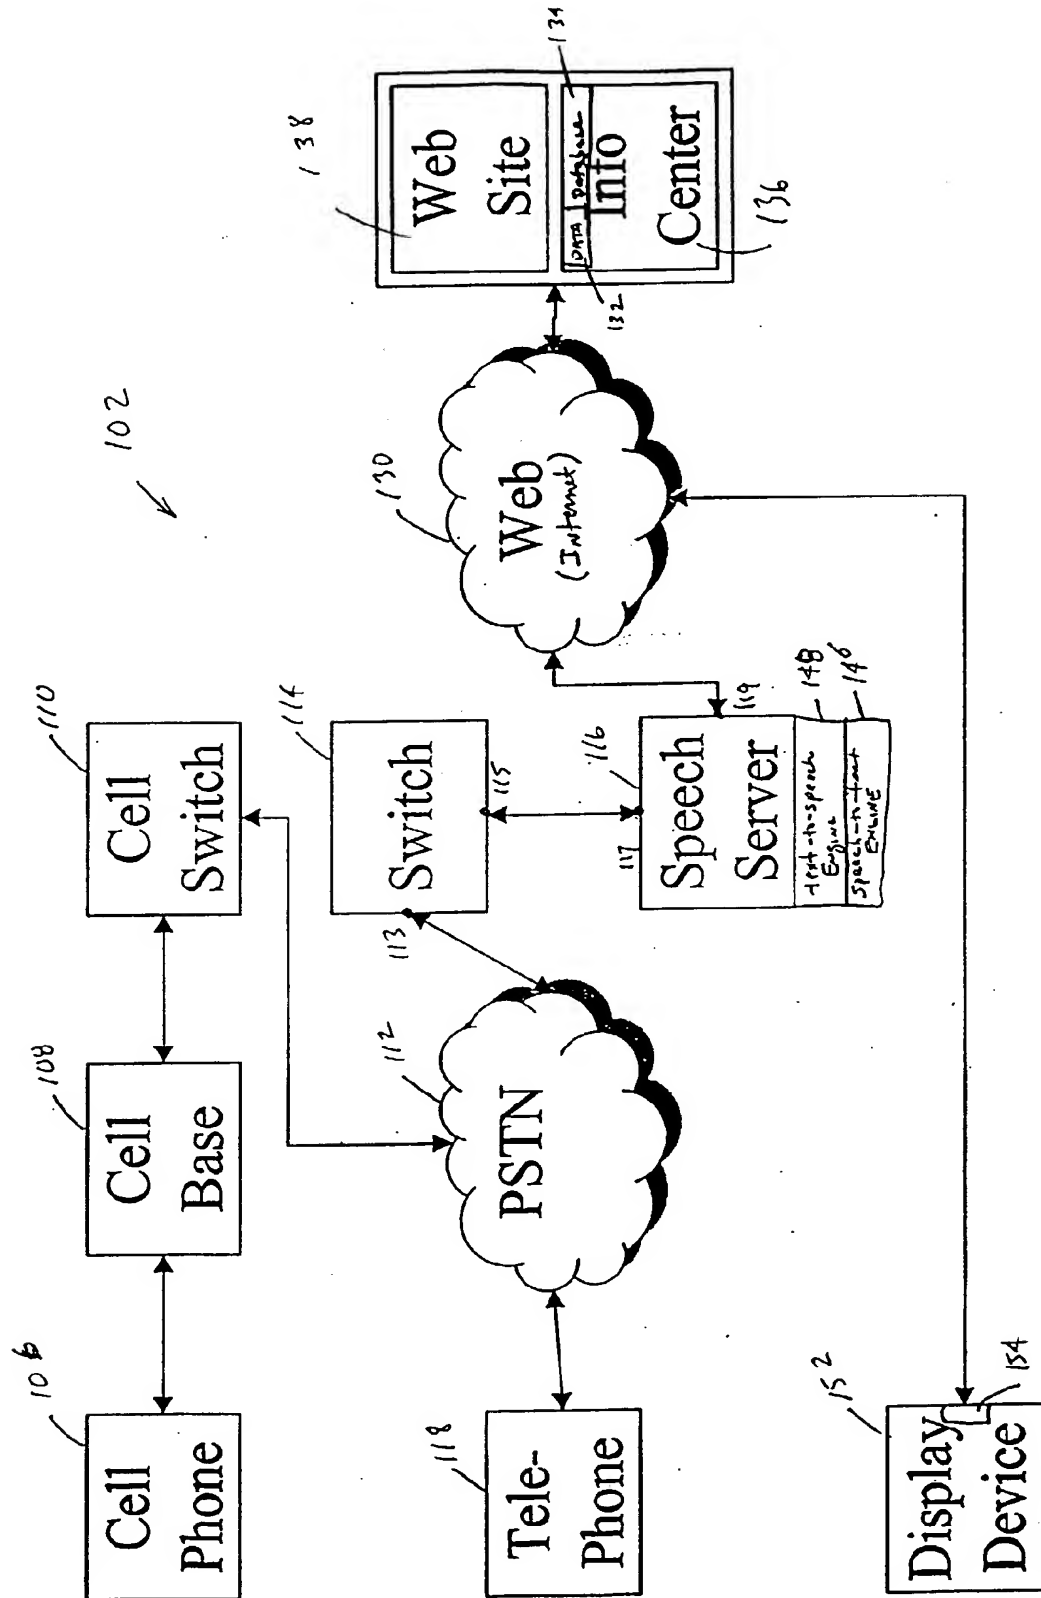 102
106
Cell
Phone
108
Cell
Base
110
Cell
Switch
118
Tele-
Phone
112
PSTN
113
114
Switch
115
116
117
Speech
Server
119
text-to-speech
Engine
148
speech-to-text
ENGINE
146
130
Web
(Internet)
138
Web
Site
DATA
Database
134
132
Info
Center
136
152
Display
Device
154